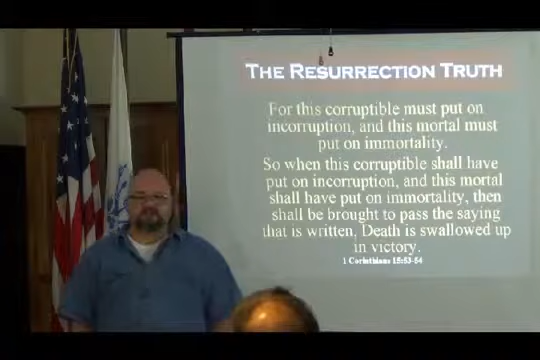 THE RESURRECTION TRUTH
For this corruptible must put on
incorruption, and this mortal must
put on immortality.
So when this corruptible shall have
put on incorruption, and this mortal
shall have put on immortality, then
shall be brought to pass the saying
that is written, Death is swallowed up
in victory.
1 Corinthians 15:53-54